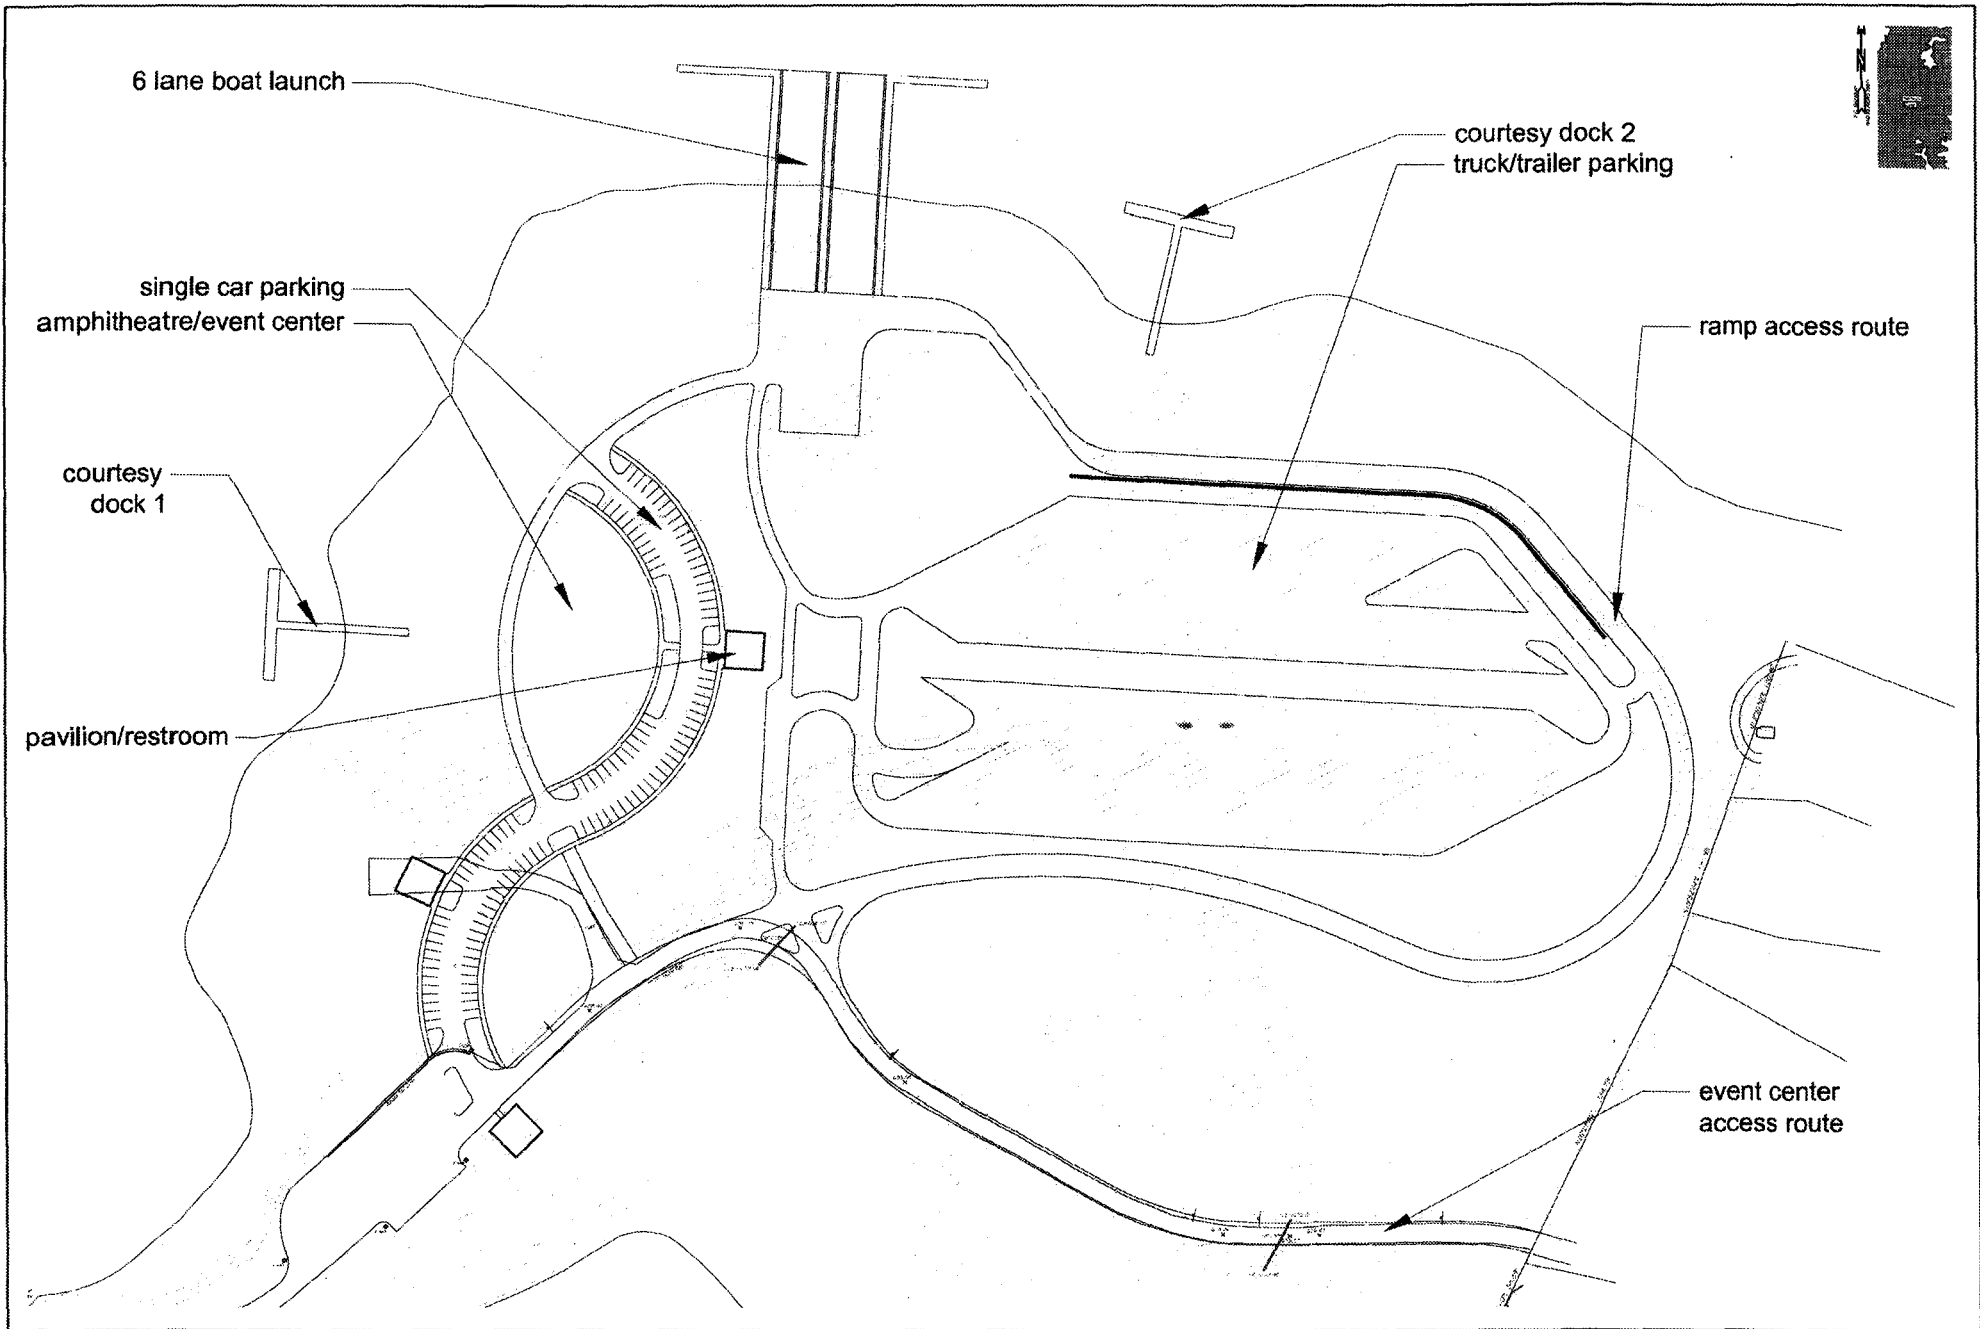 6 lane boat launch
courtesy dock 2
truck/trailer parking
single car parking
amphitheatre/event center
ramp access route
courtesy
dock 1
pavilion/restroom
event center
access route
N